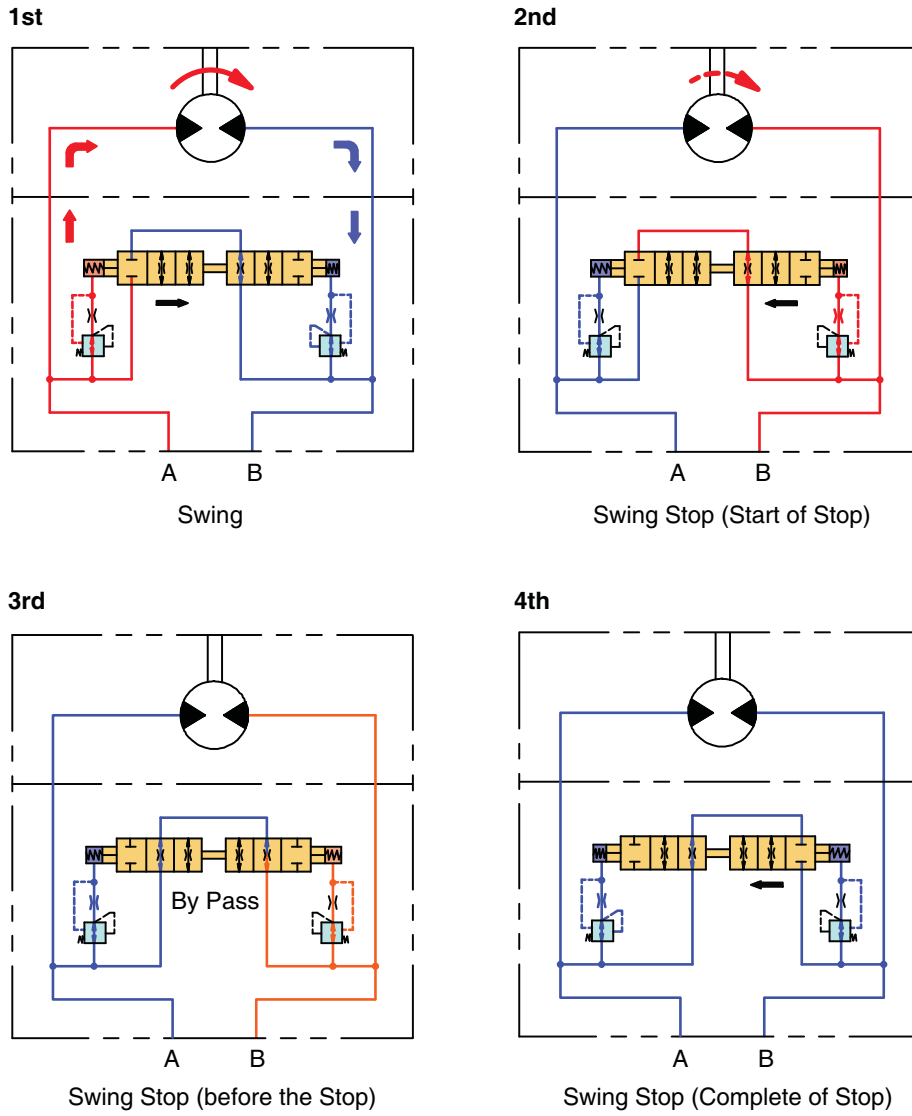 1st
2nd
A B
A B
Swing
Swing Stop (Start of Stop)
3rd
4th
By Pass
A B
A B
Swing Stop (before the Stop)
Swing Stop (Complete of Stop)